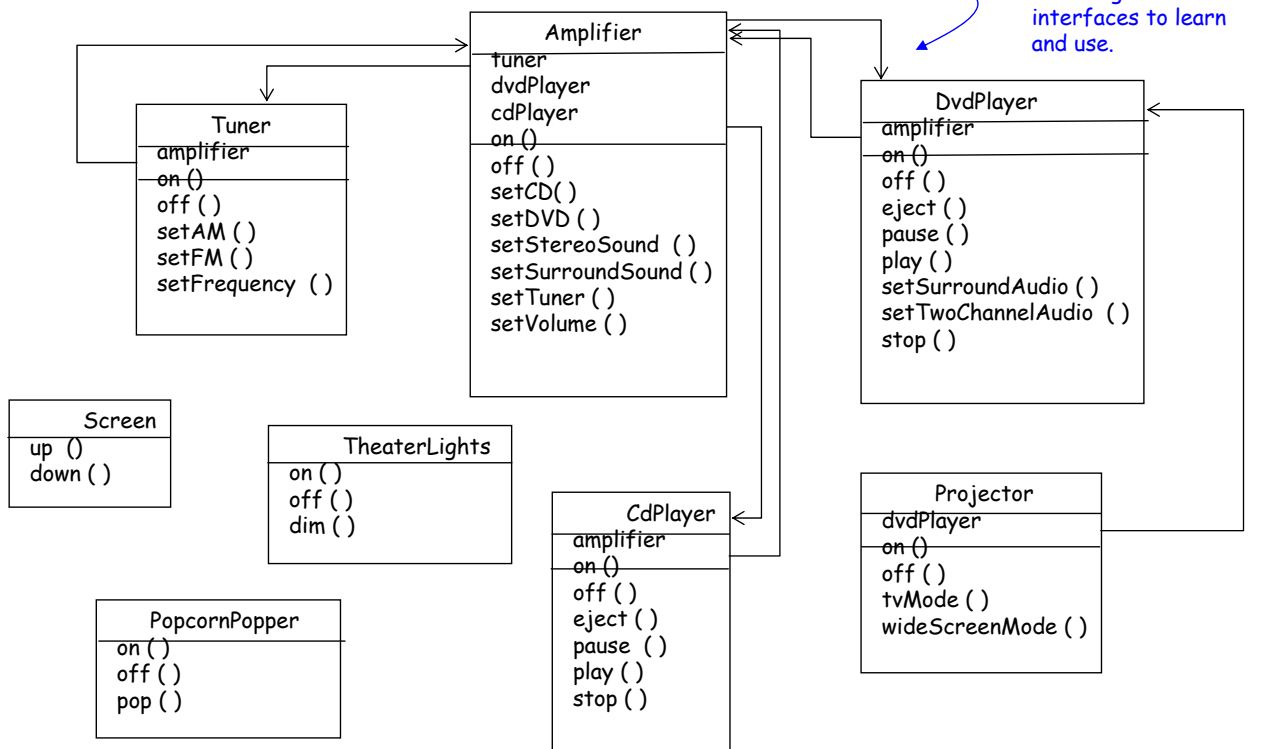 interfaces to learn
and use.
Amplifier
tuner
dvdPlayer
cdPlayer
on ()
off ( )
setCD( )
setDVD ( )
setStereoSound ( )
setSurroundSound ( )
setTuner ( )
setVolume ( )
Tuner
amplifier
on ()
off ( )
setAM ( )
setFM ( )
setFrequency ( )
DvdPlayer
amplifier
on ()
off ( )
eject ( )
pause ( )
play ( )
setSurroundAudio ( )
setTwoChannelAudio ( )
stop ( )
Screen
up ()
down ( )
TheaterLights
on ( )
off ( )
dim ( )
CdPlayer
amplifier
on ()
off ( )
eject ( )
pause ( )
play ( )
stop ( )
Projector
dvdPlayer
on ()
off ( )
tvMode ( )
wideScreenMode ( )
PopcornPopper
on ( )
off ( )
pop ( )